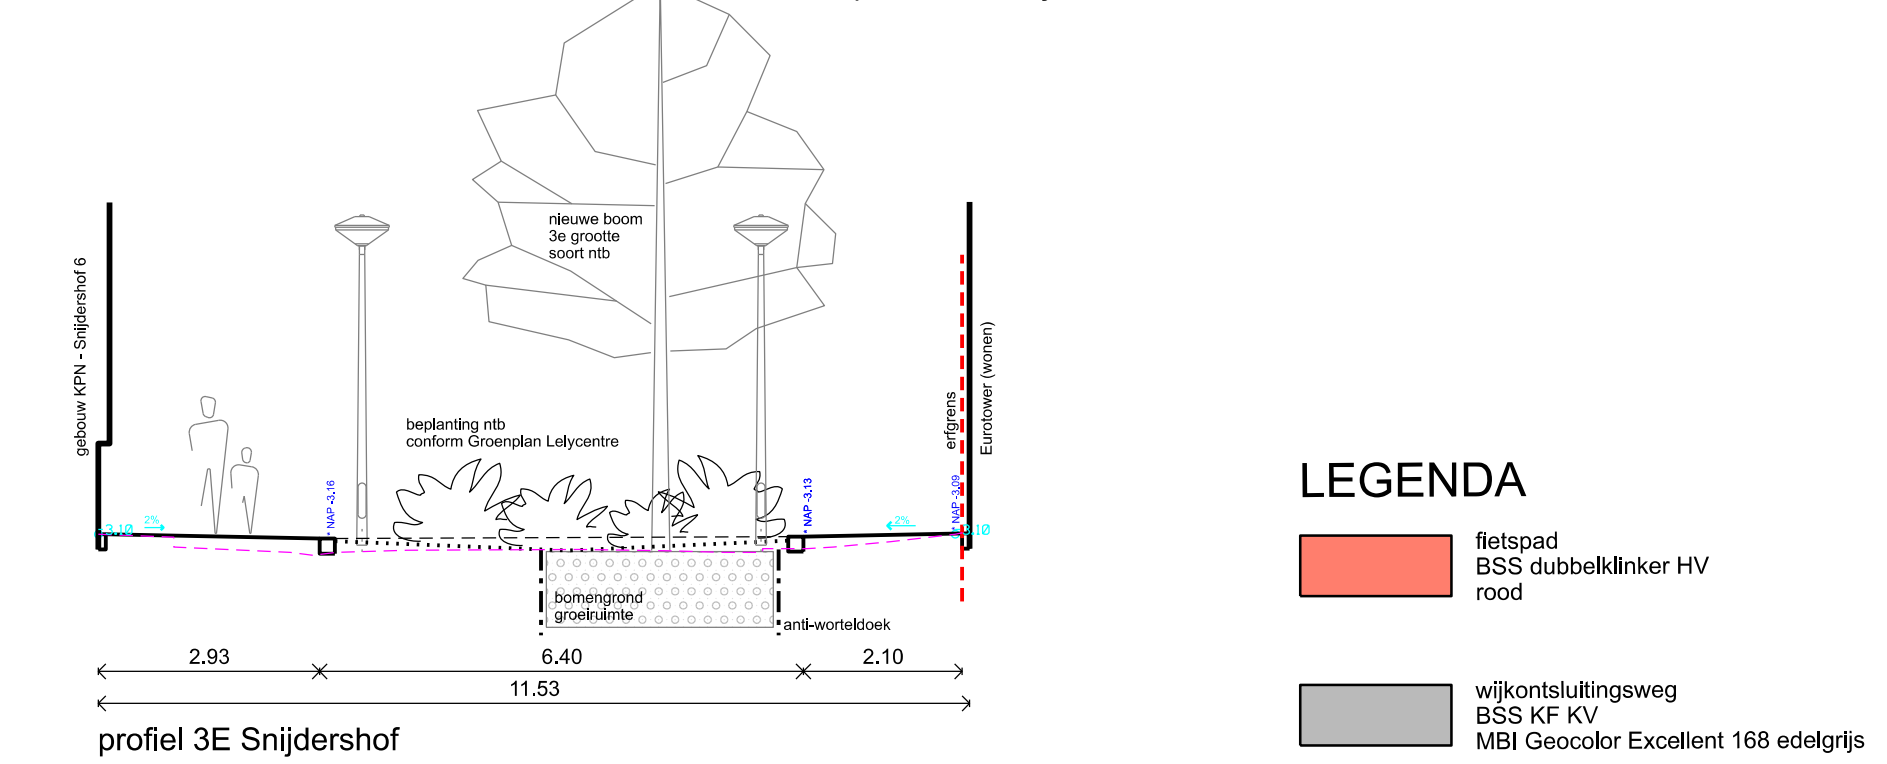 nieuwe boom
3e grootte
soort ntb
gebouw KPN - Snijdershof 6
beplanting ntb
conform Groenplan Lelycentre
erfgrens
Eurotower (wonen)
-3.10
2%
* NAP -3.16
* NAP -3.13
2%
* NAP -3.09
-3.10
bomengrond
groeiruimte
anti-worteldoek
2.93
6.40
2.10
11.53
profiel 3E Snijdershof
LEGENDA
fietspad
BSS dubbelklinker HV
rood
wijkontsluitingsweg
BSS KF KV
MBI Geocolor Excellent 168 edelgrijs